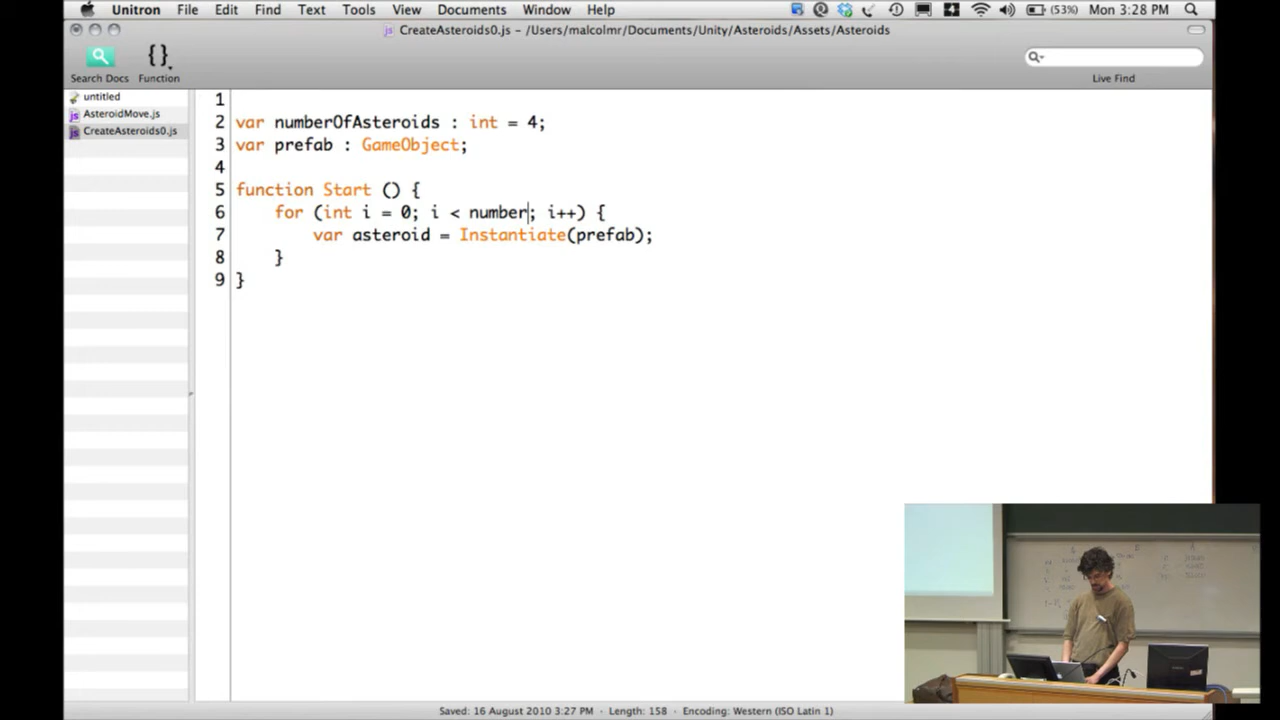 Unitron File Edit Find Text Tools View Documents Window Help (53%) Mon 3:28 PM
CreateAsteroids0.js – /Users/malcolmr/Documents/Unity/Asteroids/Assets/Asteroids
{}
Search Docs Function
Live Find
untitled
AsteroidMove.js
CreateAsteroids0.js
1
2 var numberOfAsteroids : int = 4;
3 var prefab : GameObject;
4
5 function Start () {
6 for (int i = 0; i < number; i++) {
7 var asteroid = Instantiate(prefab);
8 }
9 }
Saved: 16 August 2010 3:27 PM - Length: 158 - Encoding: Western (ISO Latin 1)